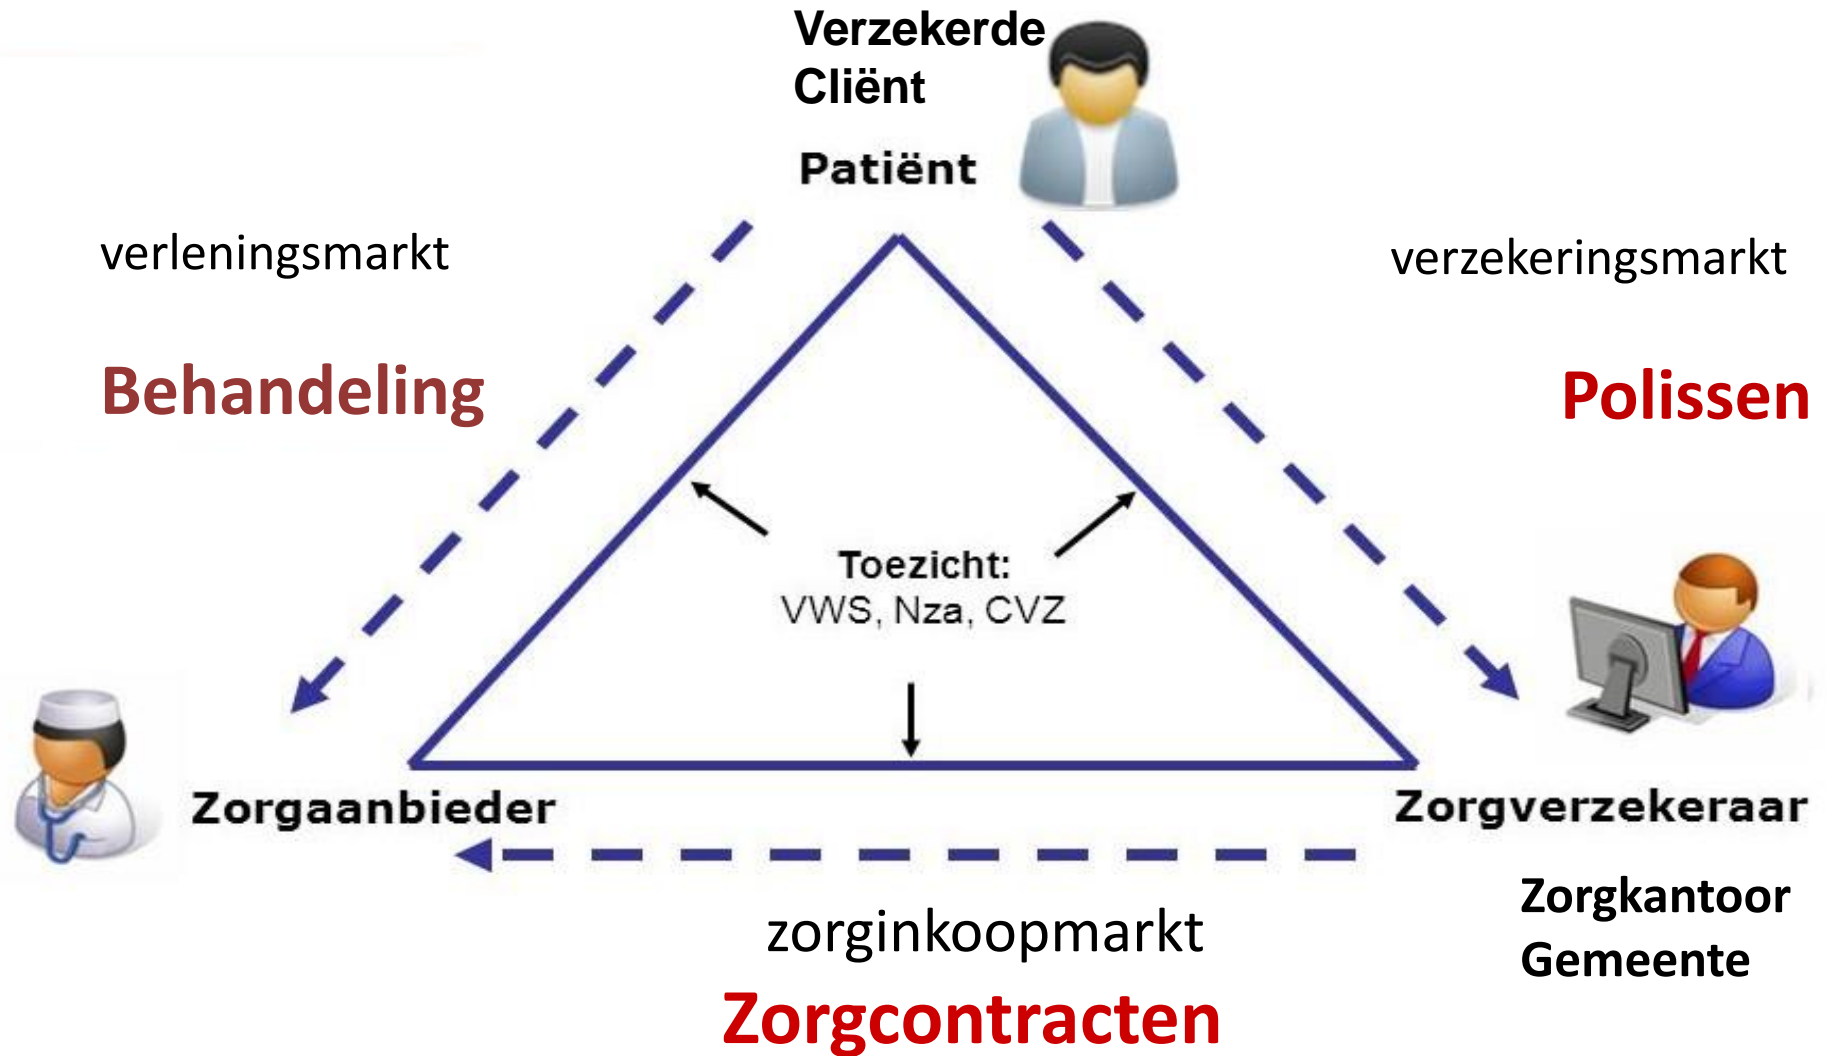 Verzekerde
Cliënt
Patiënt
verleningsmarkt
verzekeringsmarkt
Behandeling
Polissen
Toezicht:
VWS, Nza, CVZ
Zorgaanbieder
Zorgverzekeraar
Zorgkantoor
Gemeente
zorginkoopmarkt
Zorgcontracten